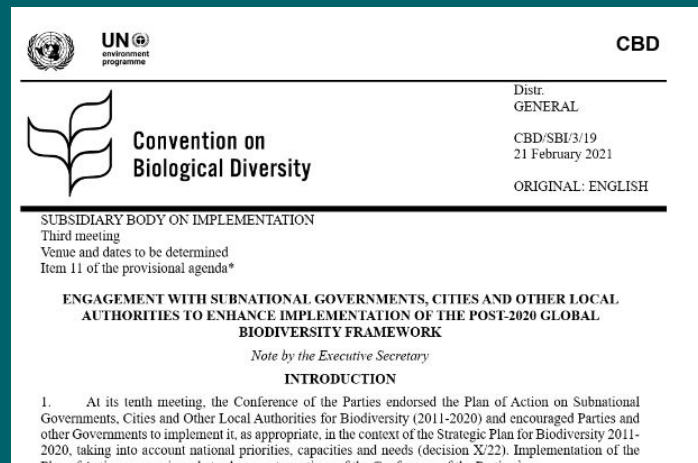 UN
environment
programme
CBD
Distr.
GENERAL
CBD/SBI/3/19
21 February 2021
ORIGINAL: ENGLISH
Convention on
Biological Diversity
SUBSIDIARY BODY ON IMPLEMENTATION
Third meeting
Venue and dates to be determined
Item 11 of the provisional agenda*
ENGAGEMENT WITH SUBNATIONAL GOVERNMENTS, CITIES AND OTHER LOCAL
AUTHORITIES TO ENHANCE IMPLEMENTATION OF THE POST-2020 GLOBAL
BIODIVERSITY FRAMEWORK
Note by the Executive Secretary
INTRODUCTION
1. At its tenth meeting, the Conference of the Parties endorsed the Plan of Action on Subnational
Governments, Cities and Other Local Authorities for Biodiversity (2011-2020) and encouraged Parties and
other Governments to implement it, as appropriate, in the context of the Strategic Plan for Biodiversity 2011-
2020, taking into account national priorities, capacities and needs (decision X/22). Implementation of the